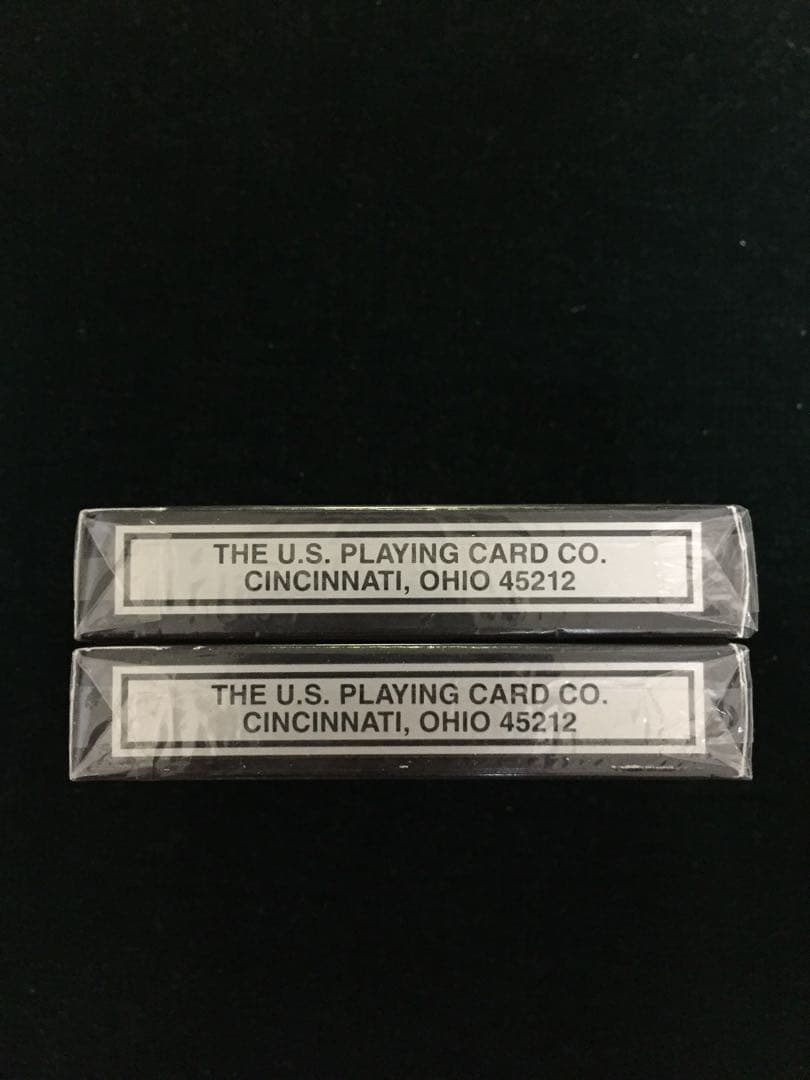 THE U.S. PLAYING CARD CO.
CINCINNATI, OHIO 45212
THE U.S. PLAYING CARD CO.
CINCINNATI, OHIO 45212